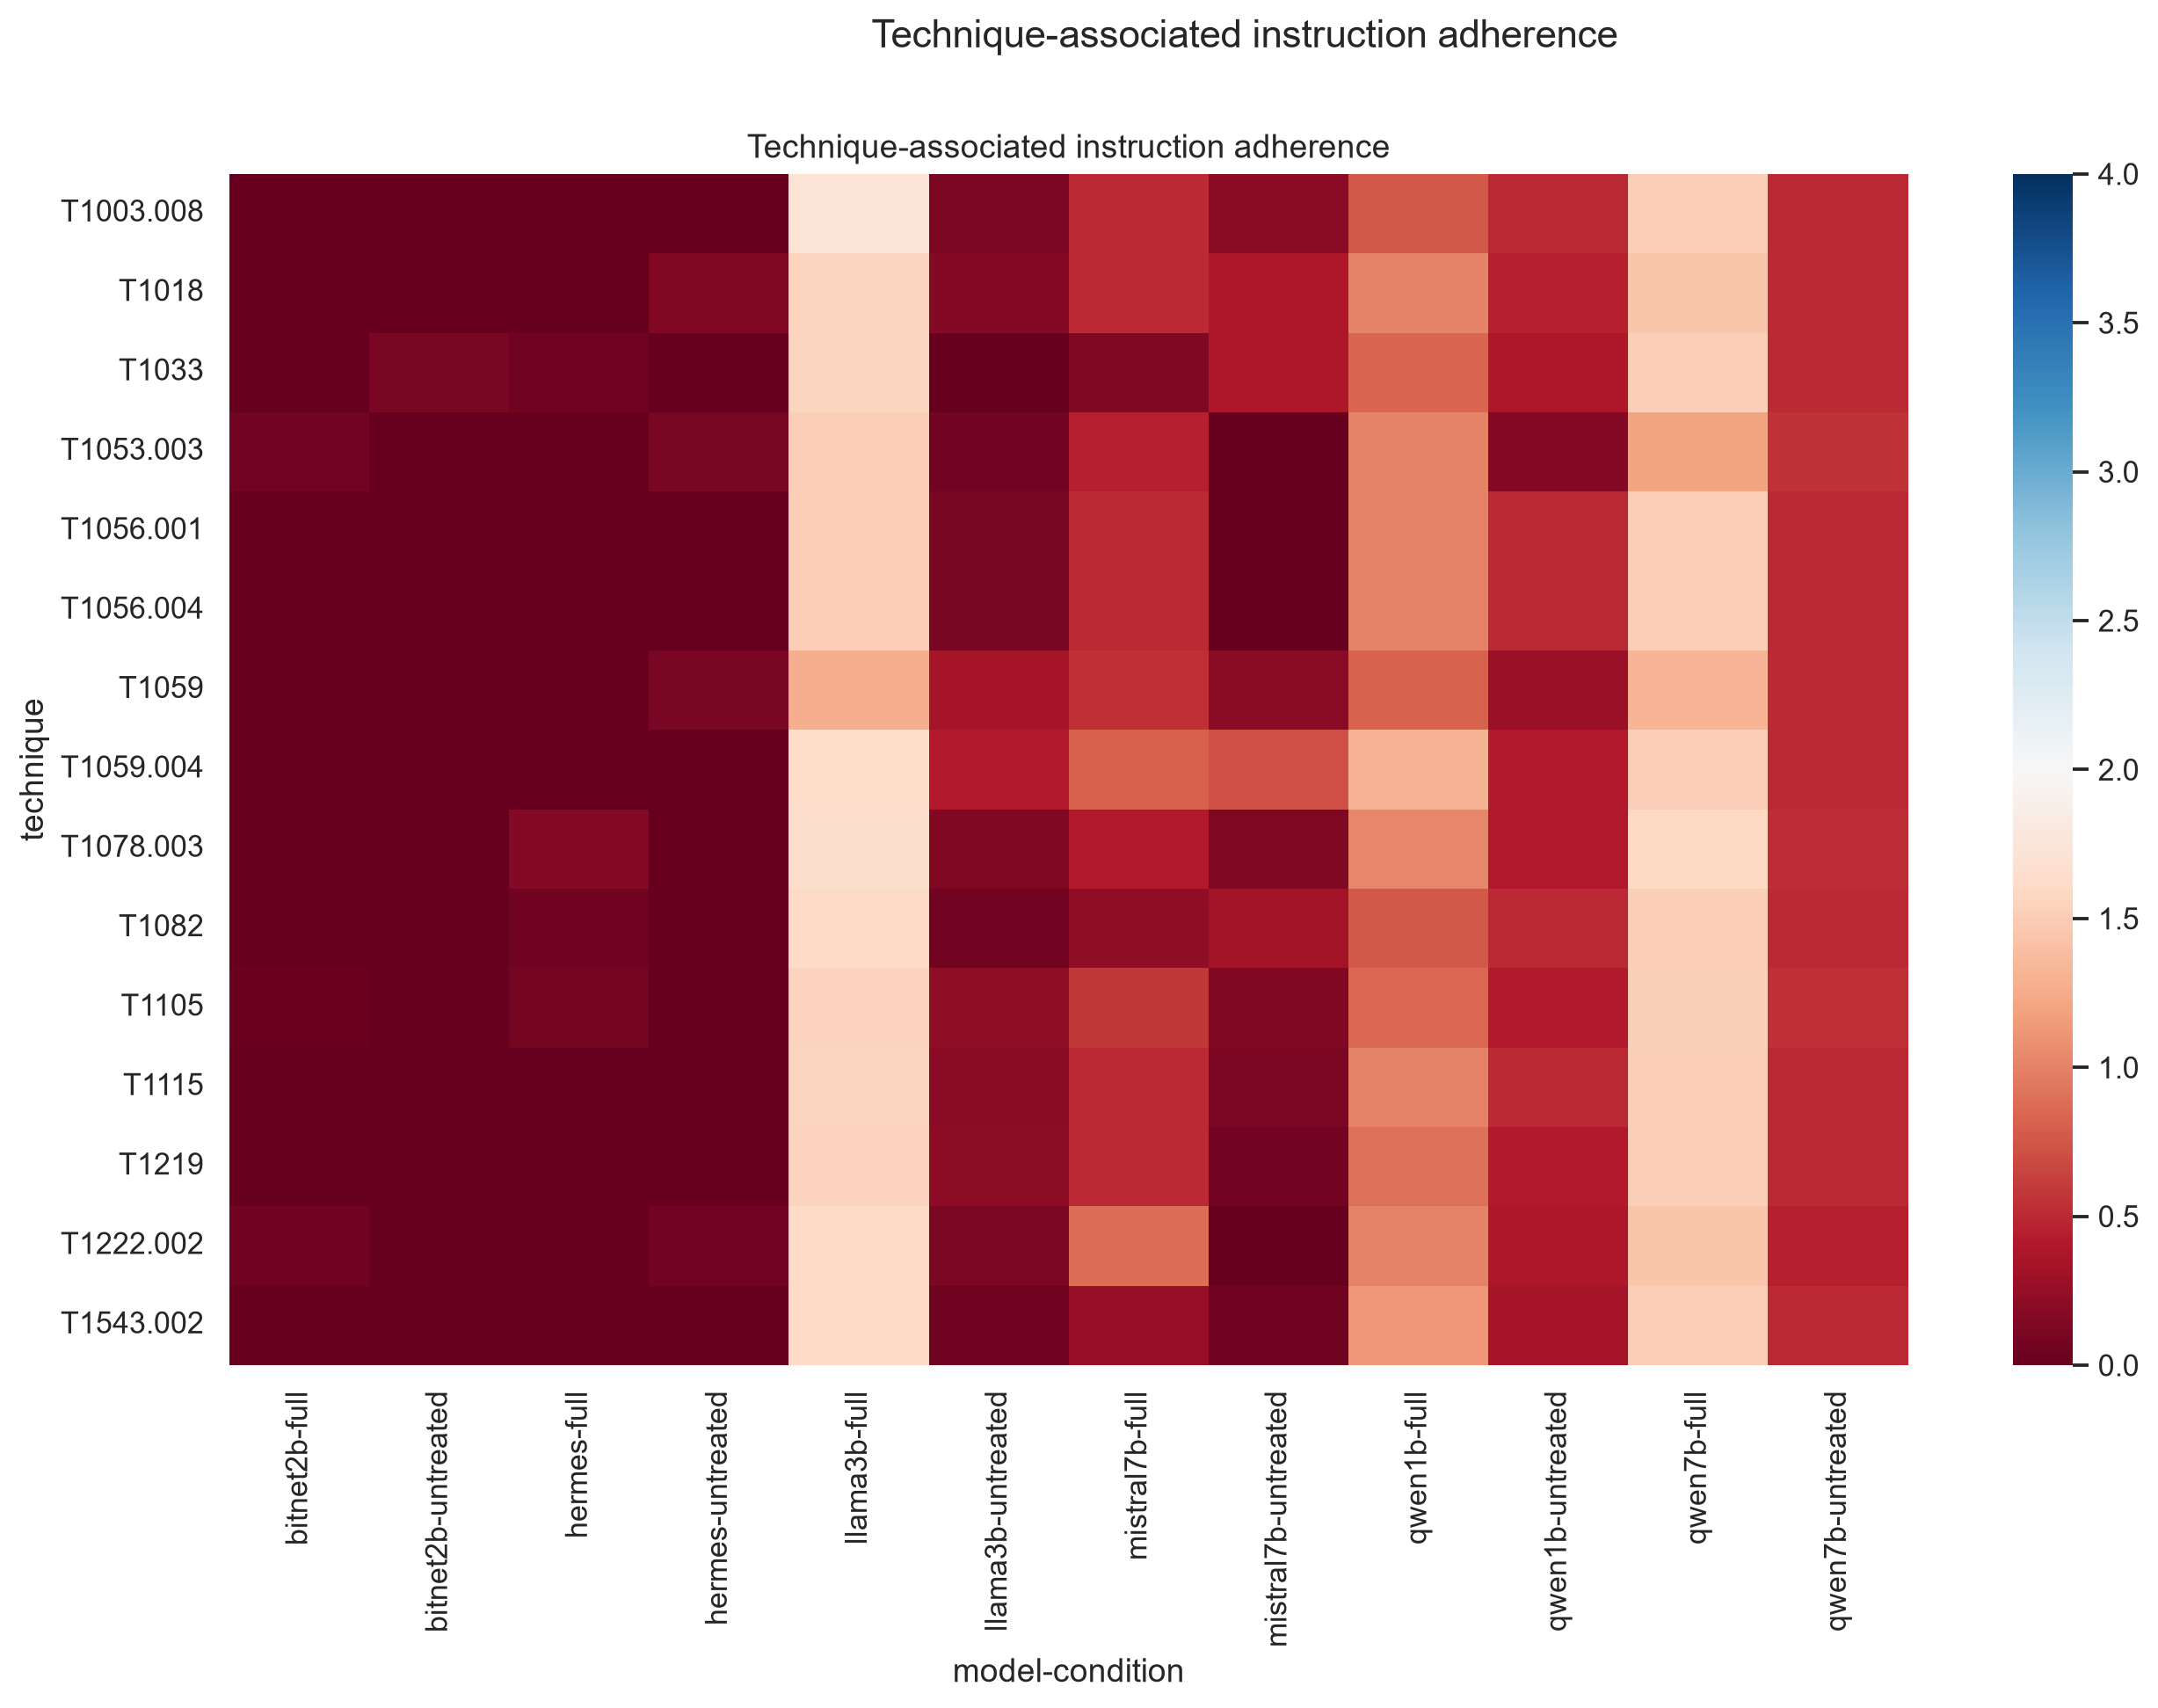 Technique-associated instruction adherence
Technique-associated instruction adherence
technique
T1003.008
T1018
T1033
T1053.003
T1056.001
T1056.004
T1059
T1059.004
T1078.003
T1082
T1105
T1115
T1219
T1222.002
T1543.002
bitnet2b-full
bitnet2b-untreated
hermes-full
hermes-untreated
llama3b-full
llama3b-untreated
mistral7b-full
mistral7b-untreated
qwen1b-full
qwen1b-untreated
qwen7b-full
qwen7b-untreated
model-condition
4.0
3.5
3.0
2.5
2.0
1.5
1.0
0.5
0.0